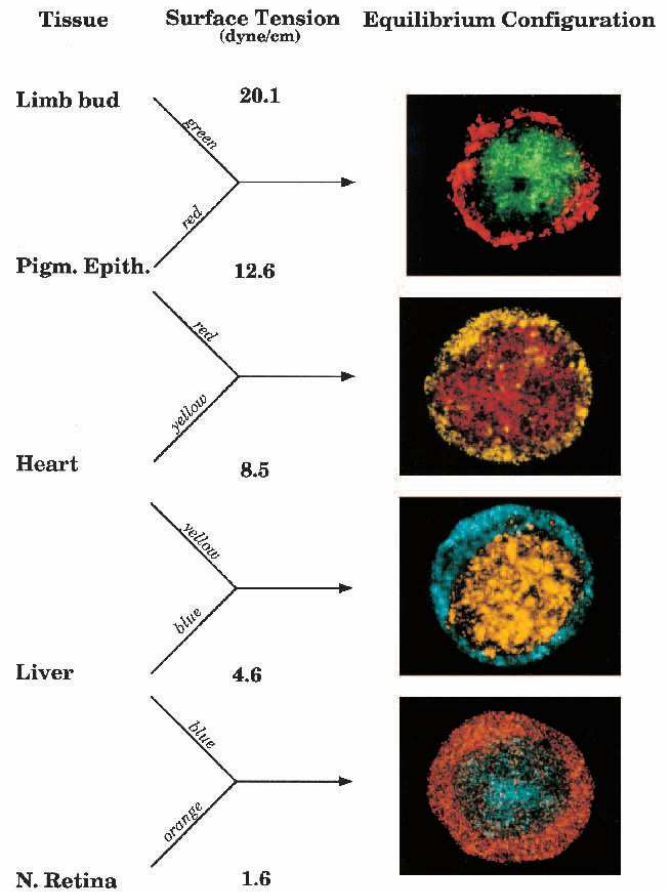 Tissue Surface Tension Equilibrium Configuration
(dyne/cm)
Limb bud 20.1
green
red
Pigm. Epith. 12.6
red
yellow
Heart 8.5
yellow
blue
Liver 4.6
blue
orange
N. Retina 1.6